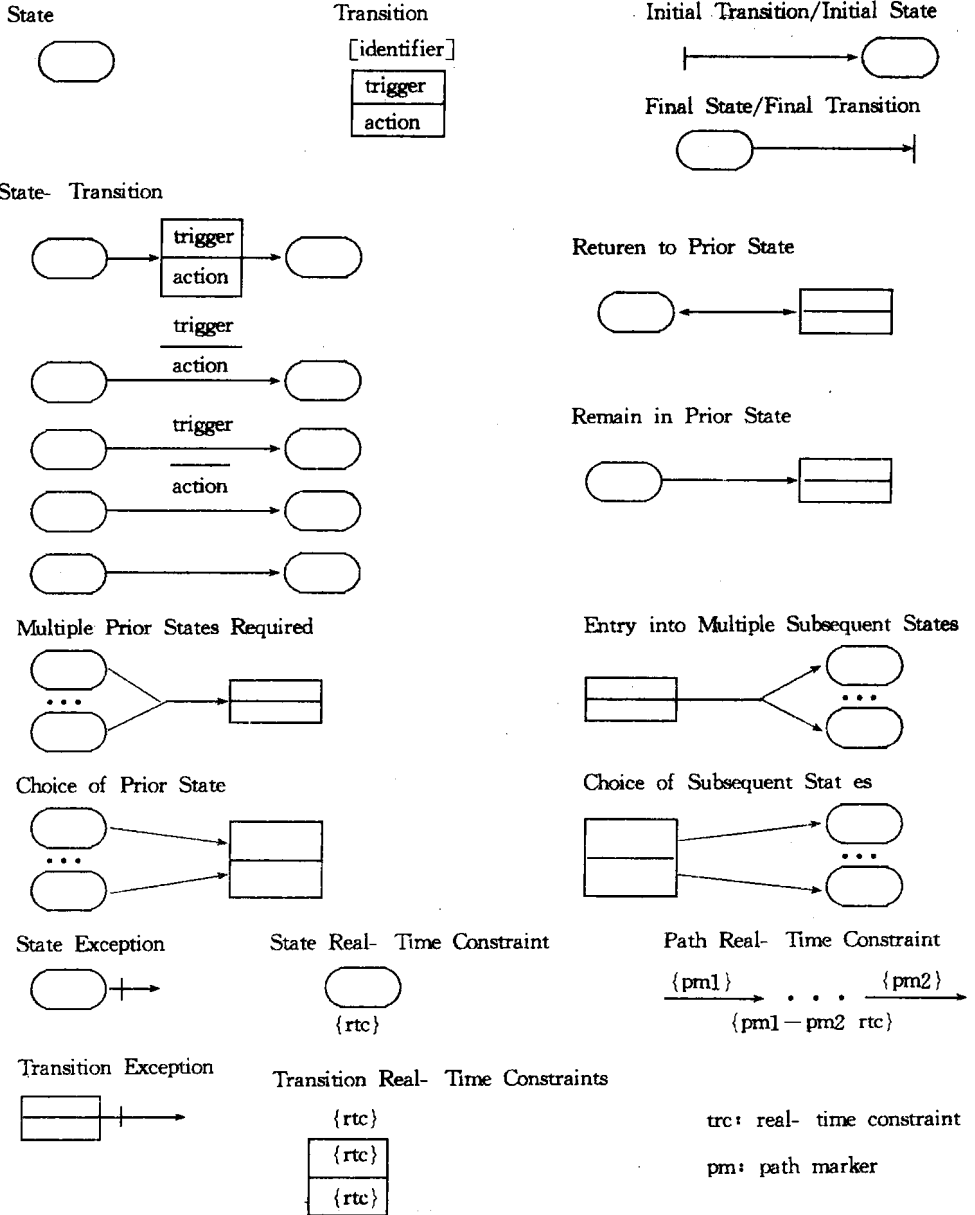 State
Transition
[identifier]
trigger
action
Initial Transition/Initial State
Final State/Final Transition
State- Transition
trigger
action
trigger
action
trigger
action
Returen to Prior State
Remain in Prior State
Multiple Prior States Required
Entry into Multiple Subsequent States
Choice of Prior State
Choice of Subsequent Stat es
State Exception
State Real- Time Constraint
{rtc}
Path Real- Time Constraint
{pm1} {pm2}
{pm1-pm2 rtc}
Transition Exception
Transition Real- Time Constraints
{rtc}
{rtc}
{rtc}
trc: real- time constraint
pm: path marker